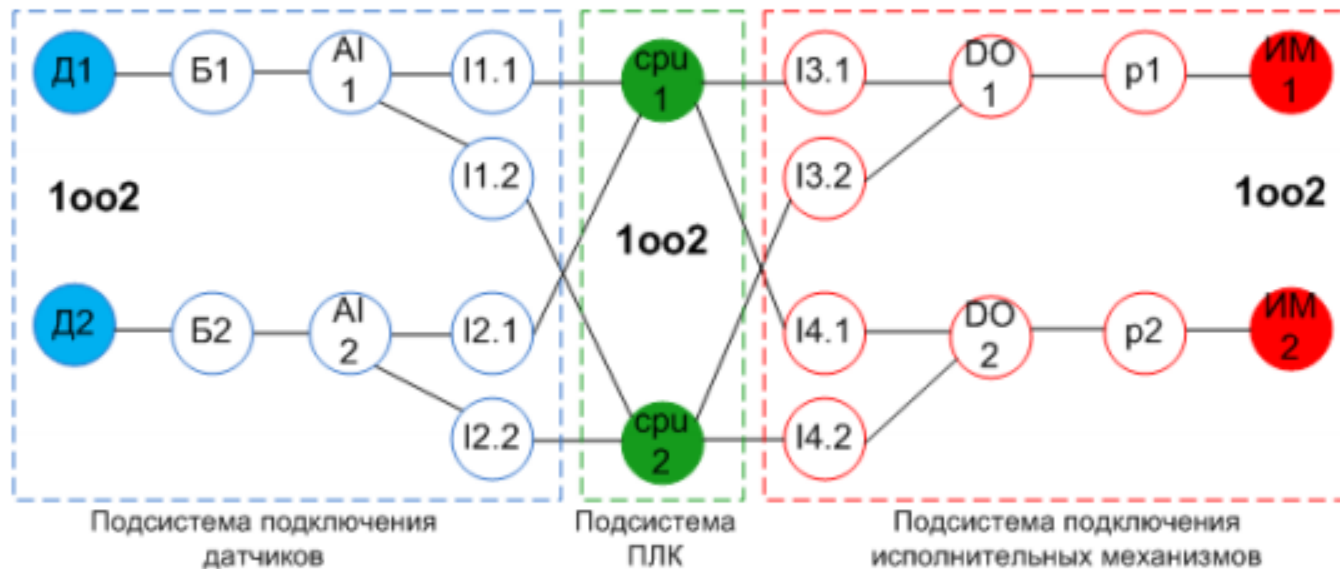 Д1
Б1
AI
1
I1.1
cpu
1
I3.1
DO
1
p1
ИМ
1
I1.2
I3.2
1oo2
1oo2
1oo2
Д2
Б2
AI
2
I2.1
I4.1
DO
2
p2
ИМ
2
I2.2
cpu
2
I4.2
Подсистема подключения
датчиков
Подсистема
ПЛК
Подсистема подключения
исполнительных механизмов